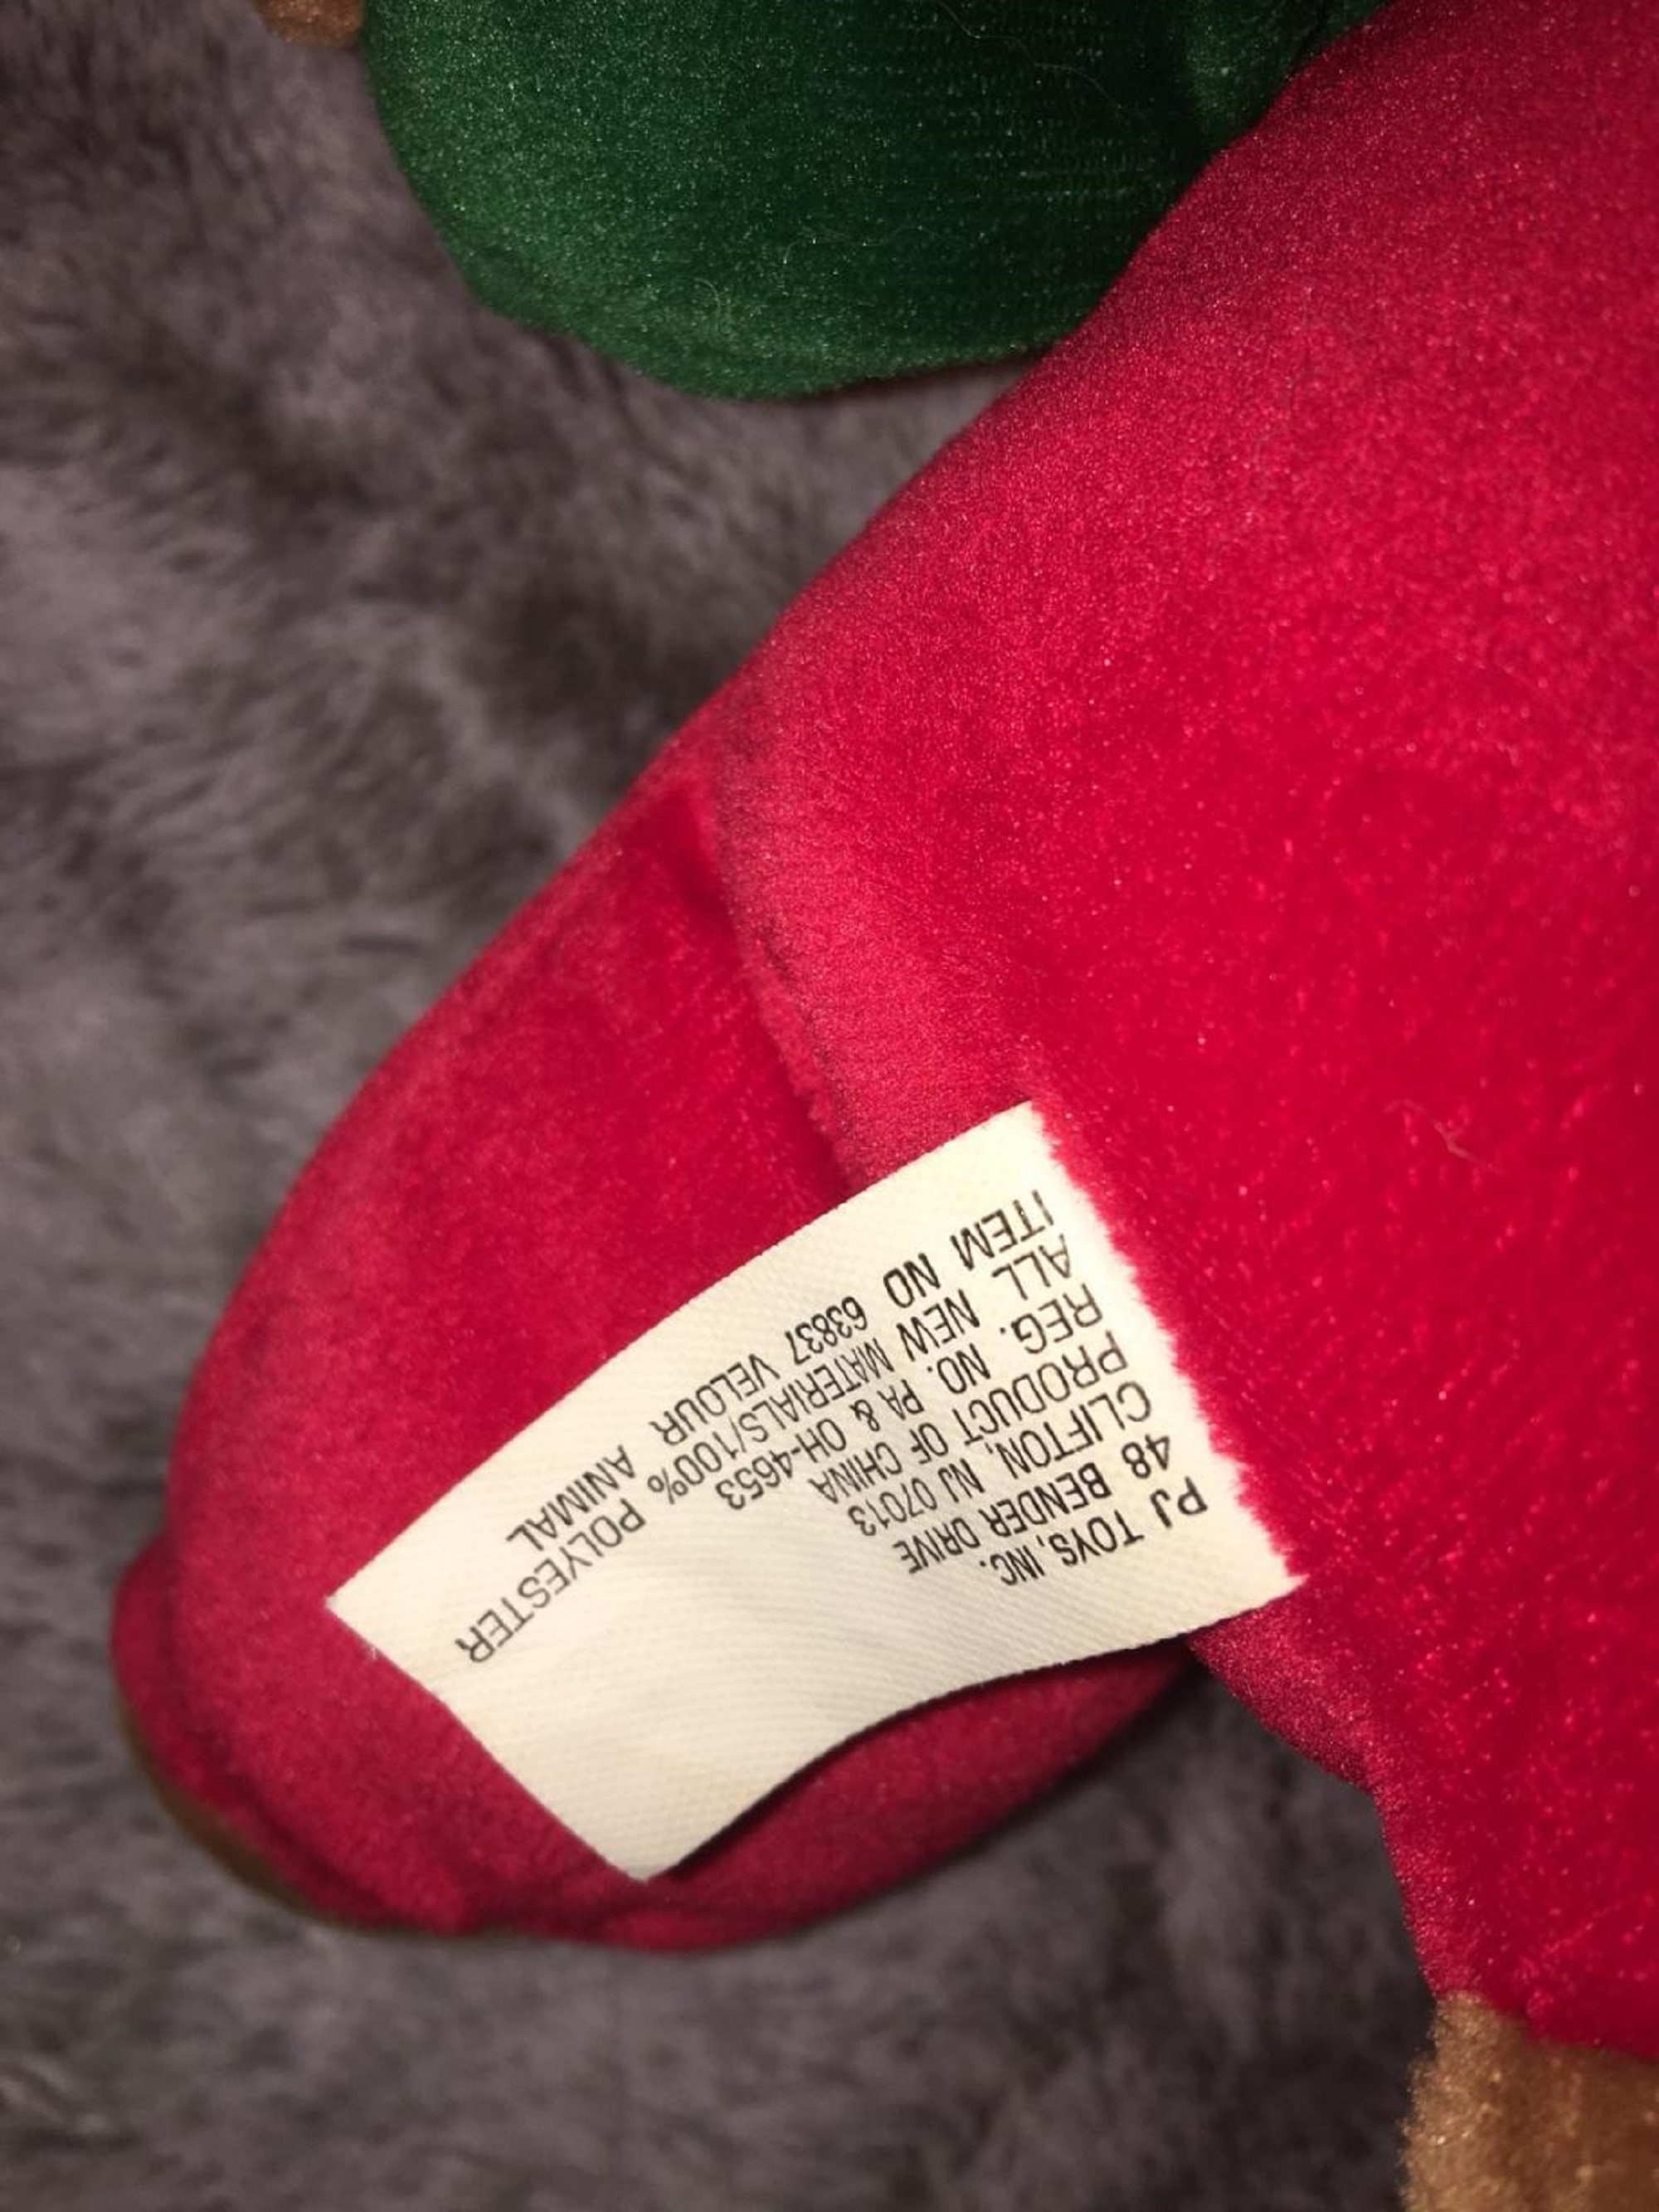 PJ TOYS, INC.
48 BENDER DRIVE
CLIFTON, NJ 07013
PRODUCT OF CHINA
REG. NO. PA & OH-4653
ALL NEW MATERIALS/100% POLYESTER
ITEM NO 63837 VELOUR ANIMAL